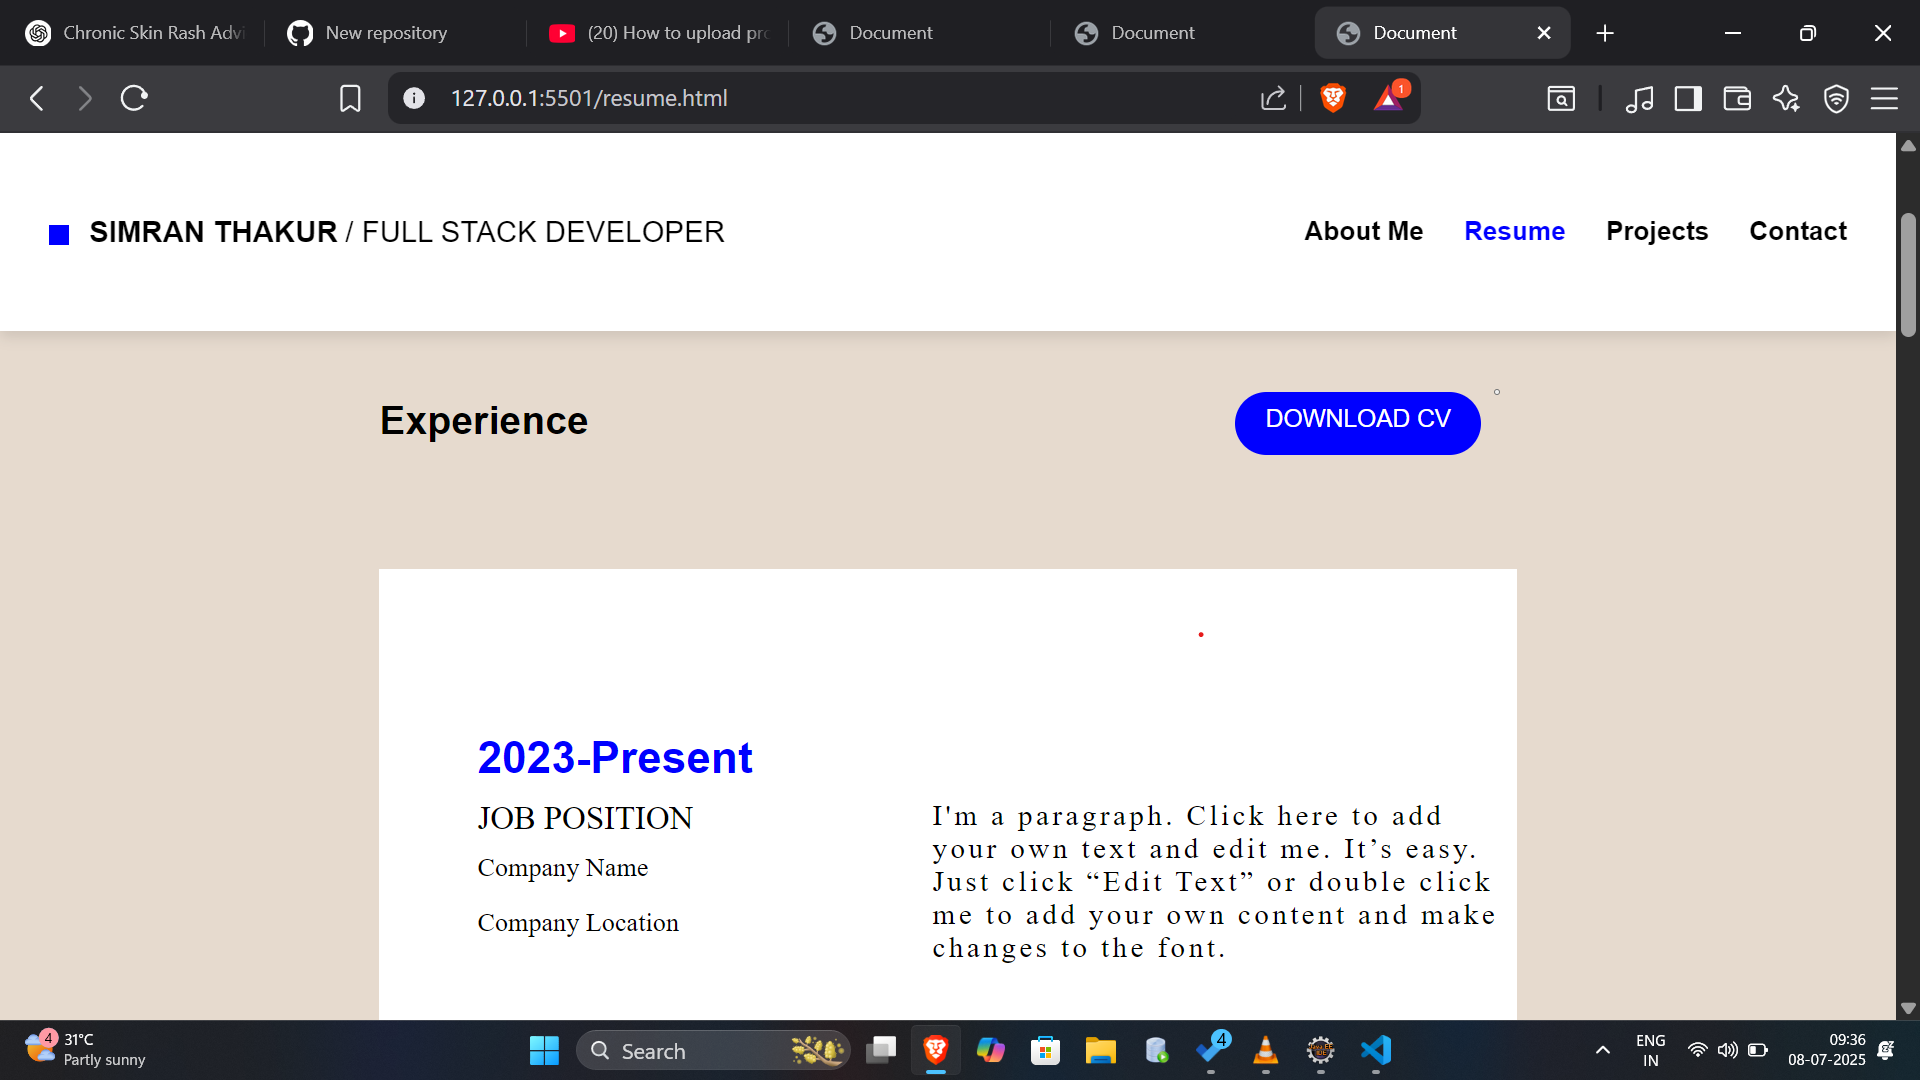 Chronic Skin Rash Advi
New repository
(20) How to upload pro
Document
Document
Document
127.0.0.1:5501/resume.html
1
SIMRAN THAKUR / FULL STACK DEVELOPER
About Me
Resume
Projects
Contact
Experience
DOWNLOAD CV
2023-Present
JOB POSITION
Company Name
Company Location
I'm a paragraph. Click here to add
your own text and edit me. It’s easy.
Just click “Edit Text” or double click
me to add your own content and make
changes to the font.
4
31°C
Partly sunny
Search
4
ENG
IN
09:36
08-07-2025